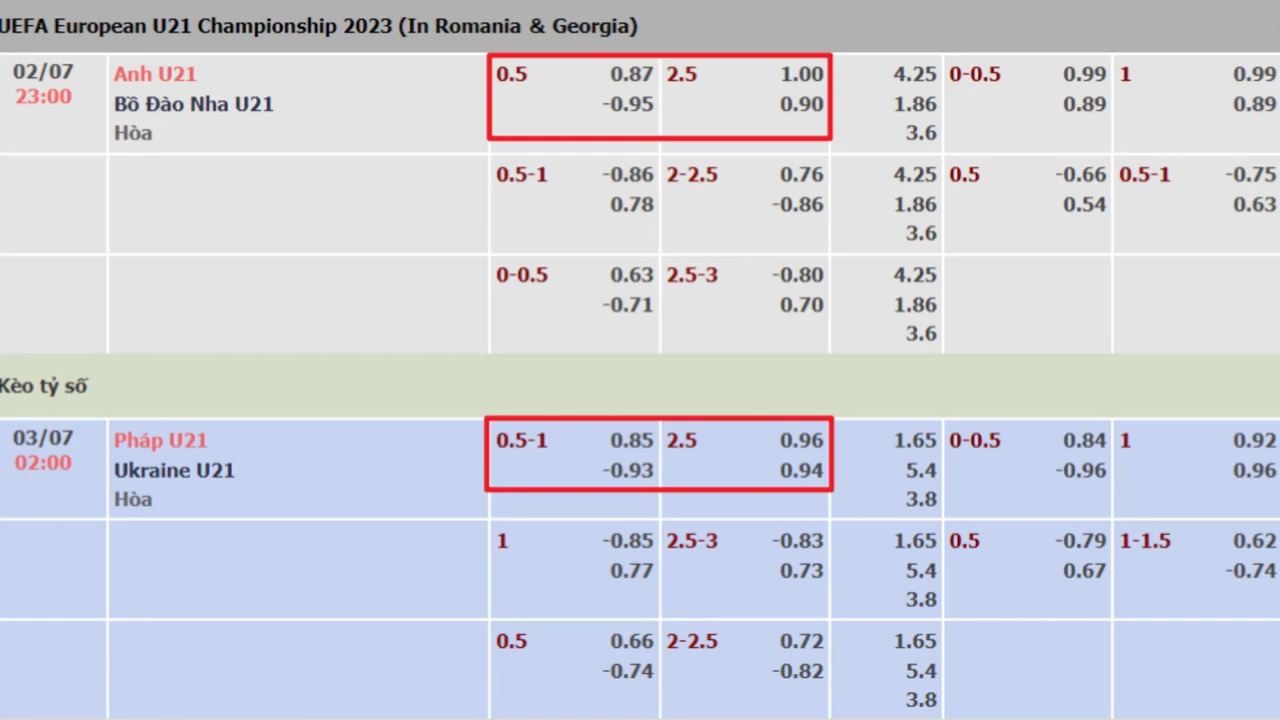 UEFA European U21 Championship 2023 (In Romania & Georgia)
02/07 Anh U21 0.5 0.87 2.5 1.00 4.25 0-0.5 0.99 1 0.99
23:00 Bồ Đào Nha U21 -0.95 0.90 1.86 0.89 0.89
Hòa 3.6
0.5-1 -0.86 2-2.5 0.76 4.25 0.5 -0.66 0.5-1 -0.75
0.78 -0.86 1.86 0.54 0.63
3.6
0-0.5 0.63 2.5-3 -0.80 4.25
-0.71 0.70 1.86
3.6
Kèo tỷ số
03/07 Pháp U21 0.5-1 0.85 2.5 0.96 1.65 0-0.5 0.84 1 0.92
02:00 Ukraine U21 -0.93 0.94 5.4 -0.96 0.96
Hòa 3.8
1 -0.85 2.5-3 -0.83 1.65 0.5 -0.79 1-1.5 0.62
0.77 0.73 5.4 0.67 -0.74
3.8
0.5 0.66 2-2.5 0.72 1.65
-0.74 -0.82 5.4
3.8